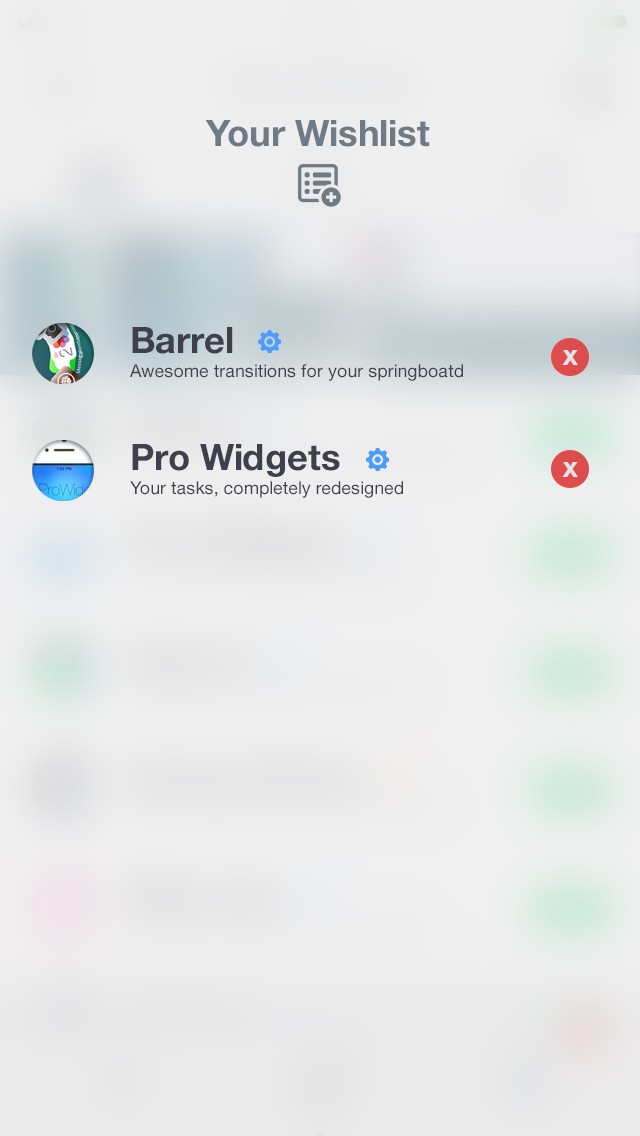 Your Wishlist
Barrel
Awesome transitions for your springboatd
X
Pro Widgets
Your tasks, completely redesigned
X